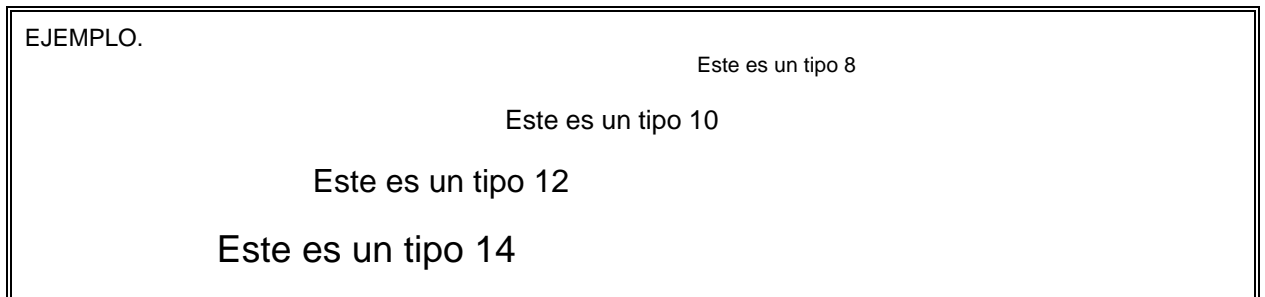 EJEMPLO.
Este es un tipo 8
Este es un tipo 10
Este es un tipo 12
Este es un tipo 14